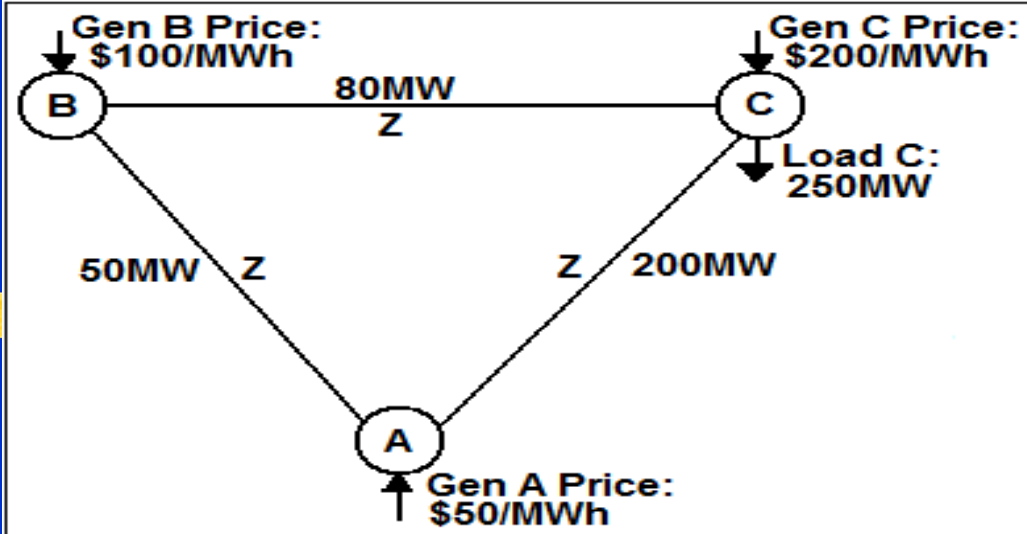 Gen B Price:
$100/MWh
Gen C Price:
$200/MWh
B
80MW
Z
C
Load C:
250MW
50MW
Z
Z
200MW
A
Gen A Price:
$50/MWh